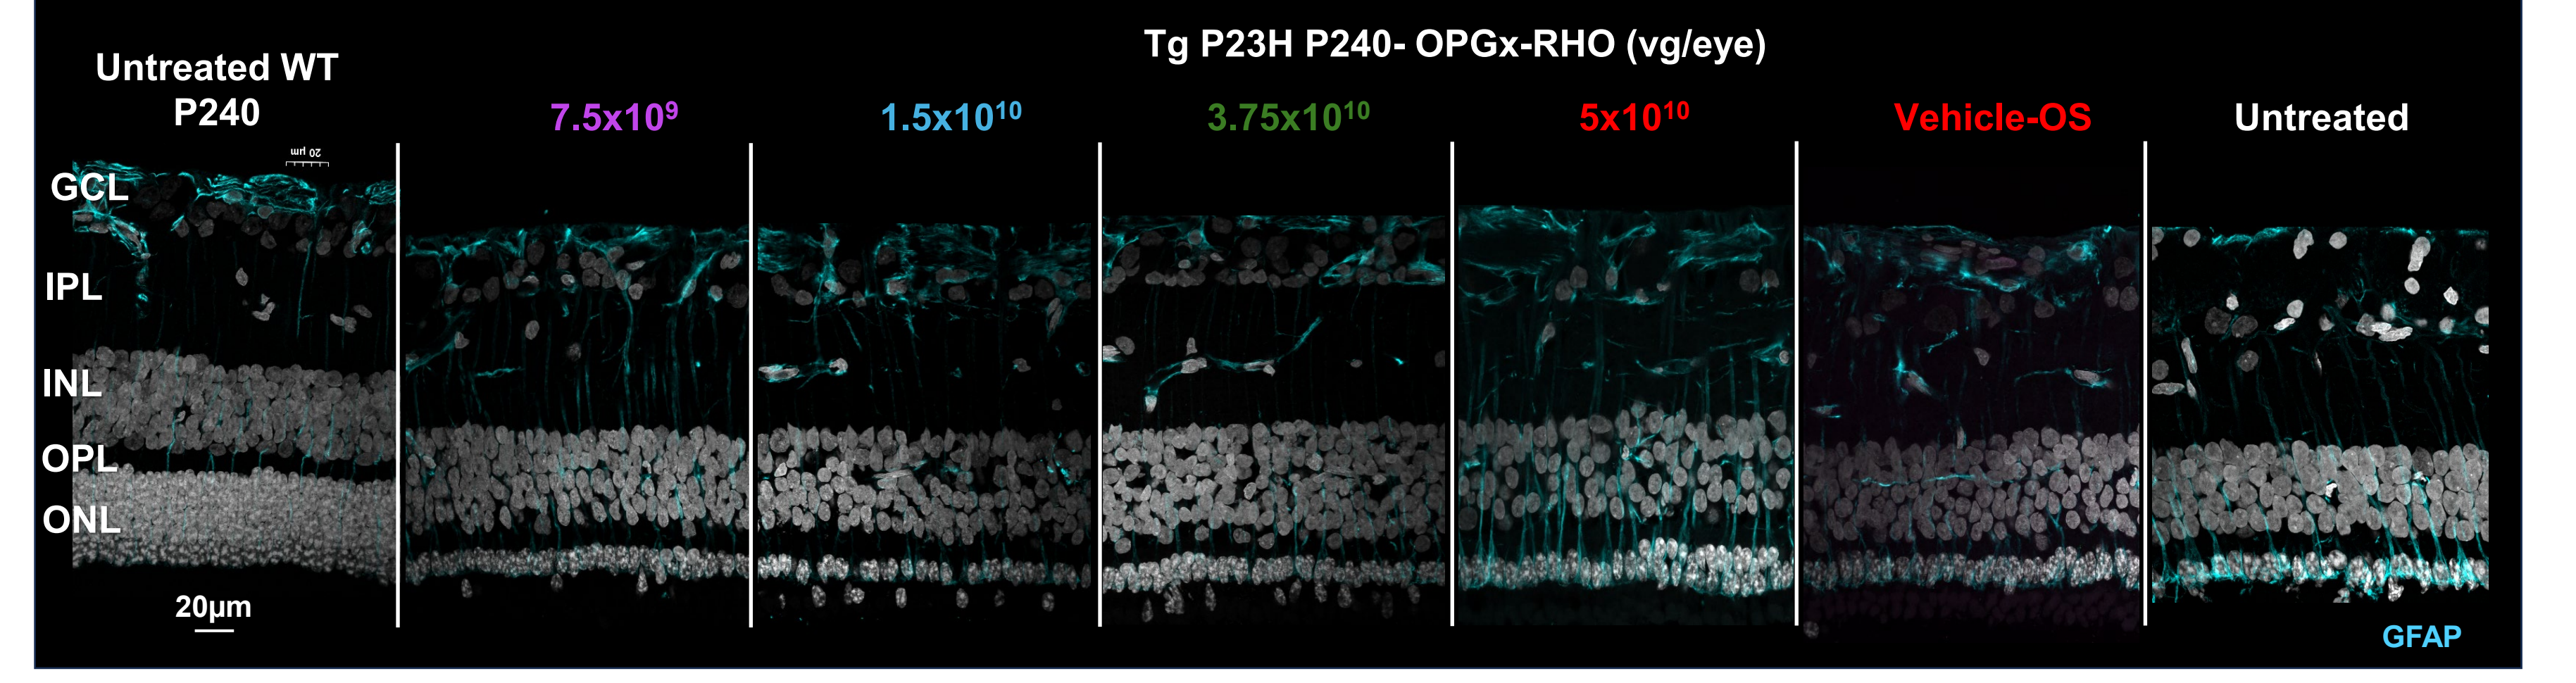 Tg P23H P240- OPGx-RHO (vg/eye)
Untreated WT
P240
7.5x10⁹
1.5x10¹⁰
3.75x10¹⁰
5x10¹⁰
Vehicle-OS
Untreated
20 µm
GCL
IPL
INL
OPL
ONL
20µm
GFAP